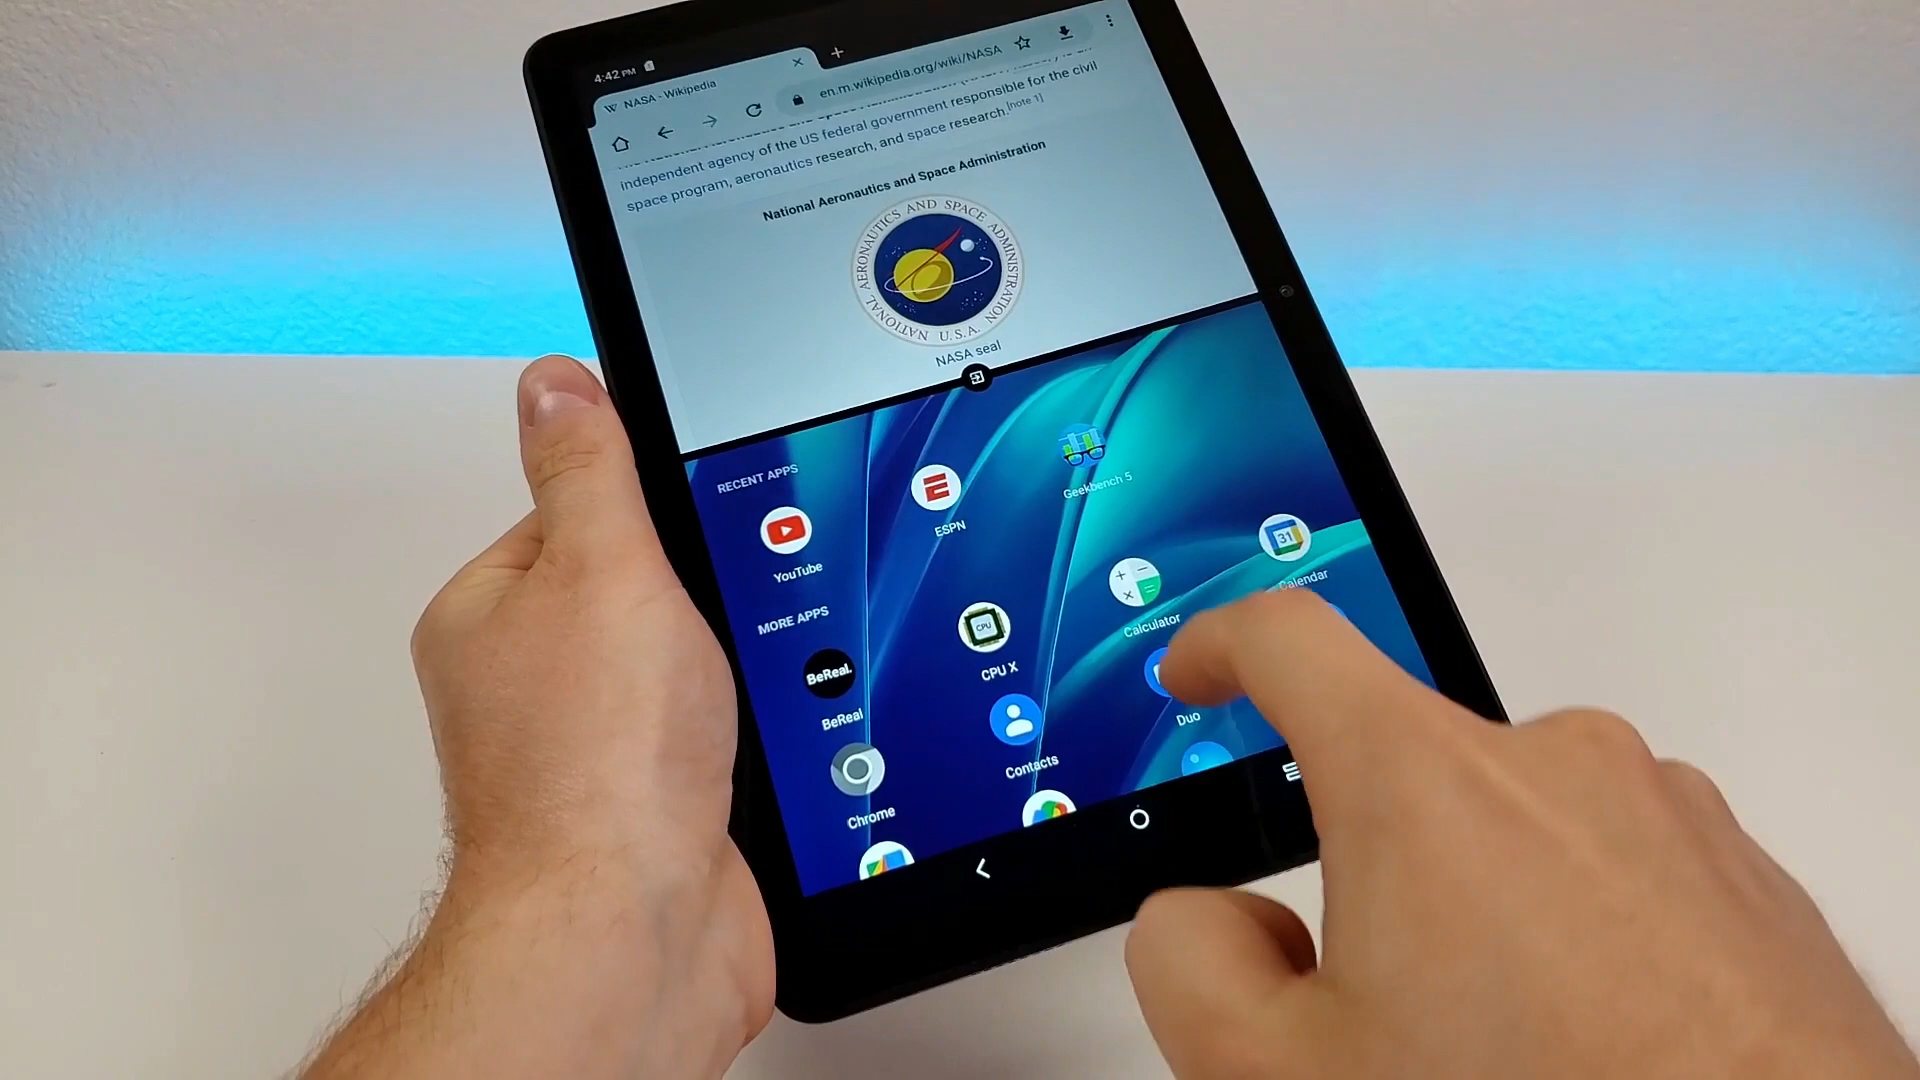 4:42 PM
NASA - Wikipedia
en.m.wikipedia.org/wiki/NASA
independent agency of the US federal government responsible for the civil
space program, aeronautics research, and space research.[note 1]
National Aeronautics and Space Administration
NATIONAL AERONAUTICS AND SPACE ADMINISTRATION
U.S.A.
NASA seal
RECENT APPS
YouTube
ESPN
Geekbench 5
MORE APPS
BeReal.
BeReal
CPU
CPU X
Calculator
31
Calendar
Chrome
Contacts
Duo